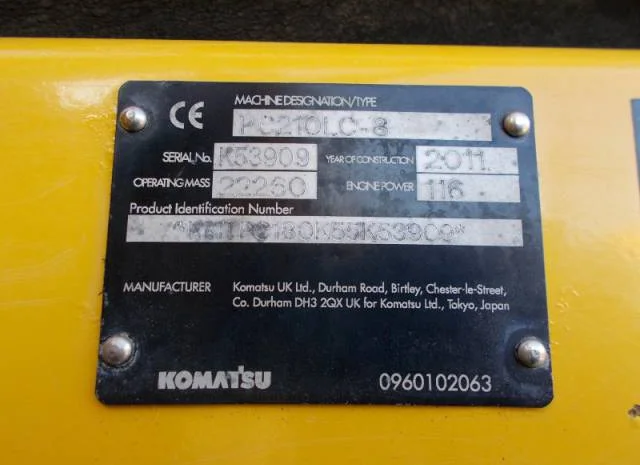 CE
MACHINE DESIGNATION/TYPE
PC210LC-8
SERIAL No. K53909 YEAR OF CONSTRUCTION 2011
OPERATING MASS 22260 ENGINE POWER 116
Product Identification Number
MANUFACTURER Komatsu UK Ltd., Durham Road, Birtley, Chester-le-Street,
Co. Durham DH3 2QX UK for Komatsu Ltd., Tokyo, Japan
KOMATSU 0960102063